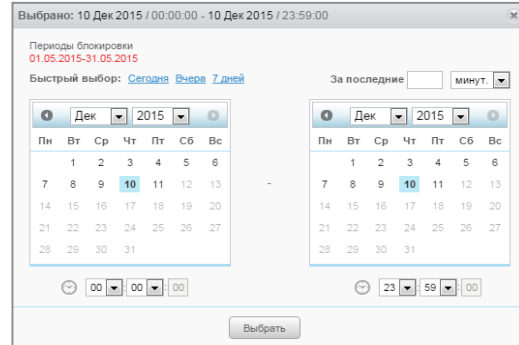 Выбрано: 10 Дек 2015 / 00:00:00 - 10 Дек 2015 / 23:59:00
Периоды блокировки
01.05.2015-31.05.2015
Быстрый выбор: Сегодня Вчера 7 дней За последние минут.
Дек 2015 Дек 2015
Пн Вт Ср Чт Пт Сб Вс Пн Вт Ср Чт Пт Сб Вс
1 2 3 4 5 6 1 2 3 4 5 6
7 8 9 10 11 12 13 - 7 8 9 10 11 12 13
14 15 16 17 18 19 20 14 15 16 17 18 19 20
21 22 23 24 25 26 27 21 22 23 24 25 26 27
28 29 30 31 28 29 30 31
00 : 00 : 00 23 : 59 : 00
Выбрать